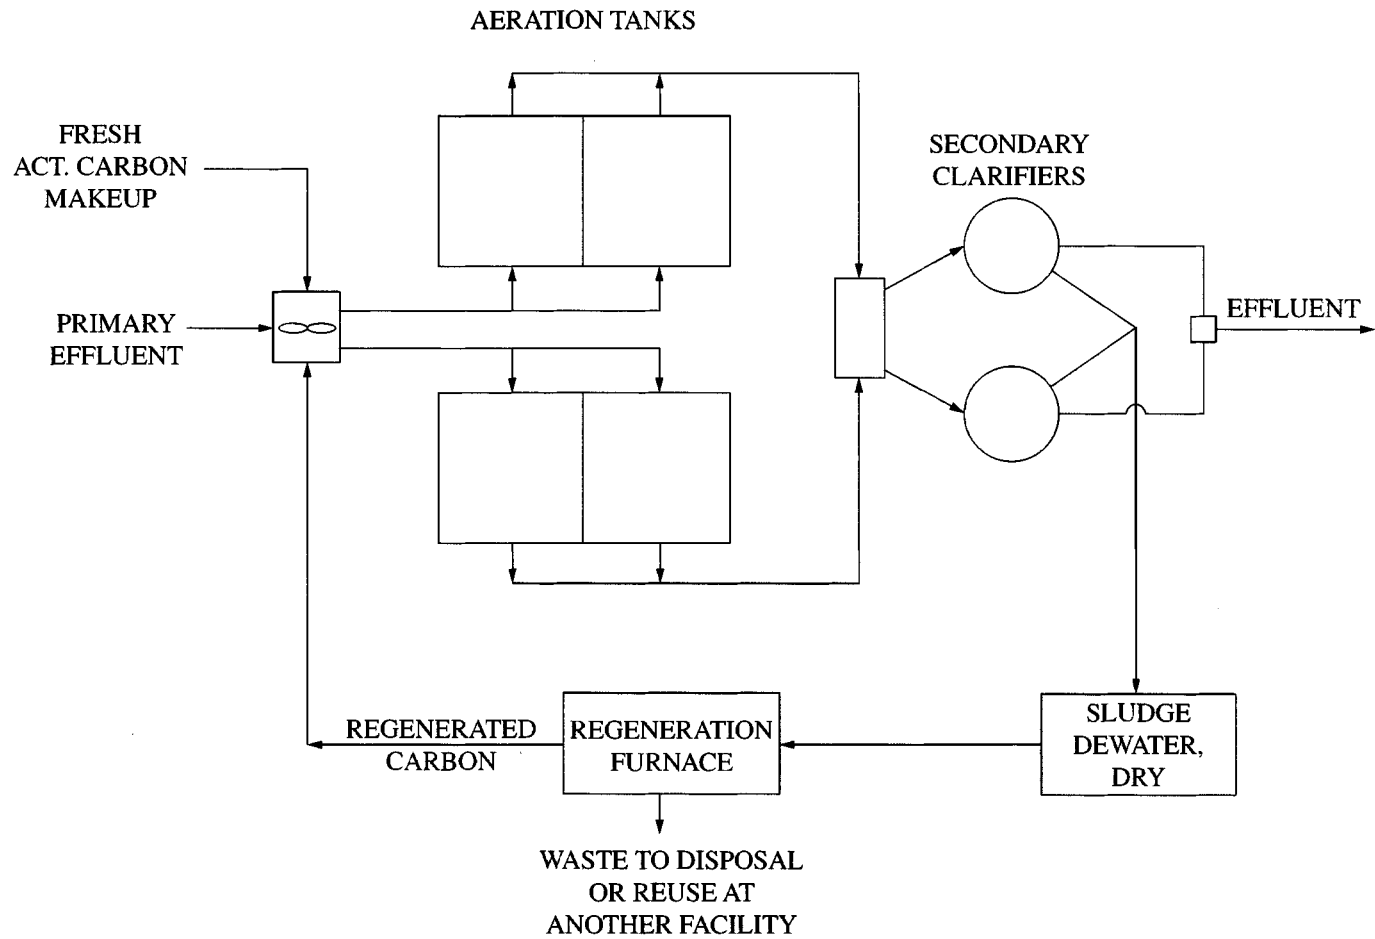 AERATION TANKS
FRESH
ACT. CARBON
MAKEUP
SECONDARY
CLARIFIERS
PRIMARY
EFFLUENT
EFFLUENT
REGENERATED
CARBON
REGENERATION
FURNACE
SLUDGE
DEWATER,
DRY
WASTE TO DISPOSAL
OR REUSE AT
ANOTHER FACILITY